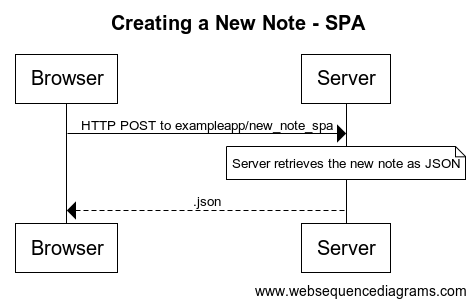 Creating a New Note - SPA
Browser
Server
HTTP POST to exampleapp/new_note_spa
Server retrieves the new note as JSON
.json
Browser
Server
www.websequencediagrams.com